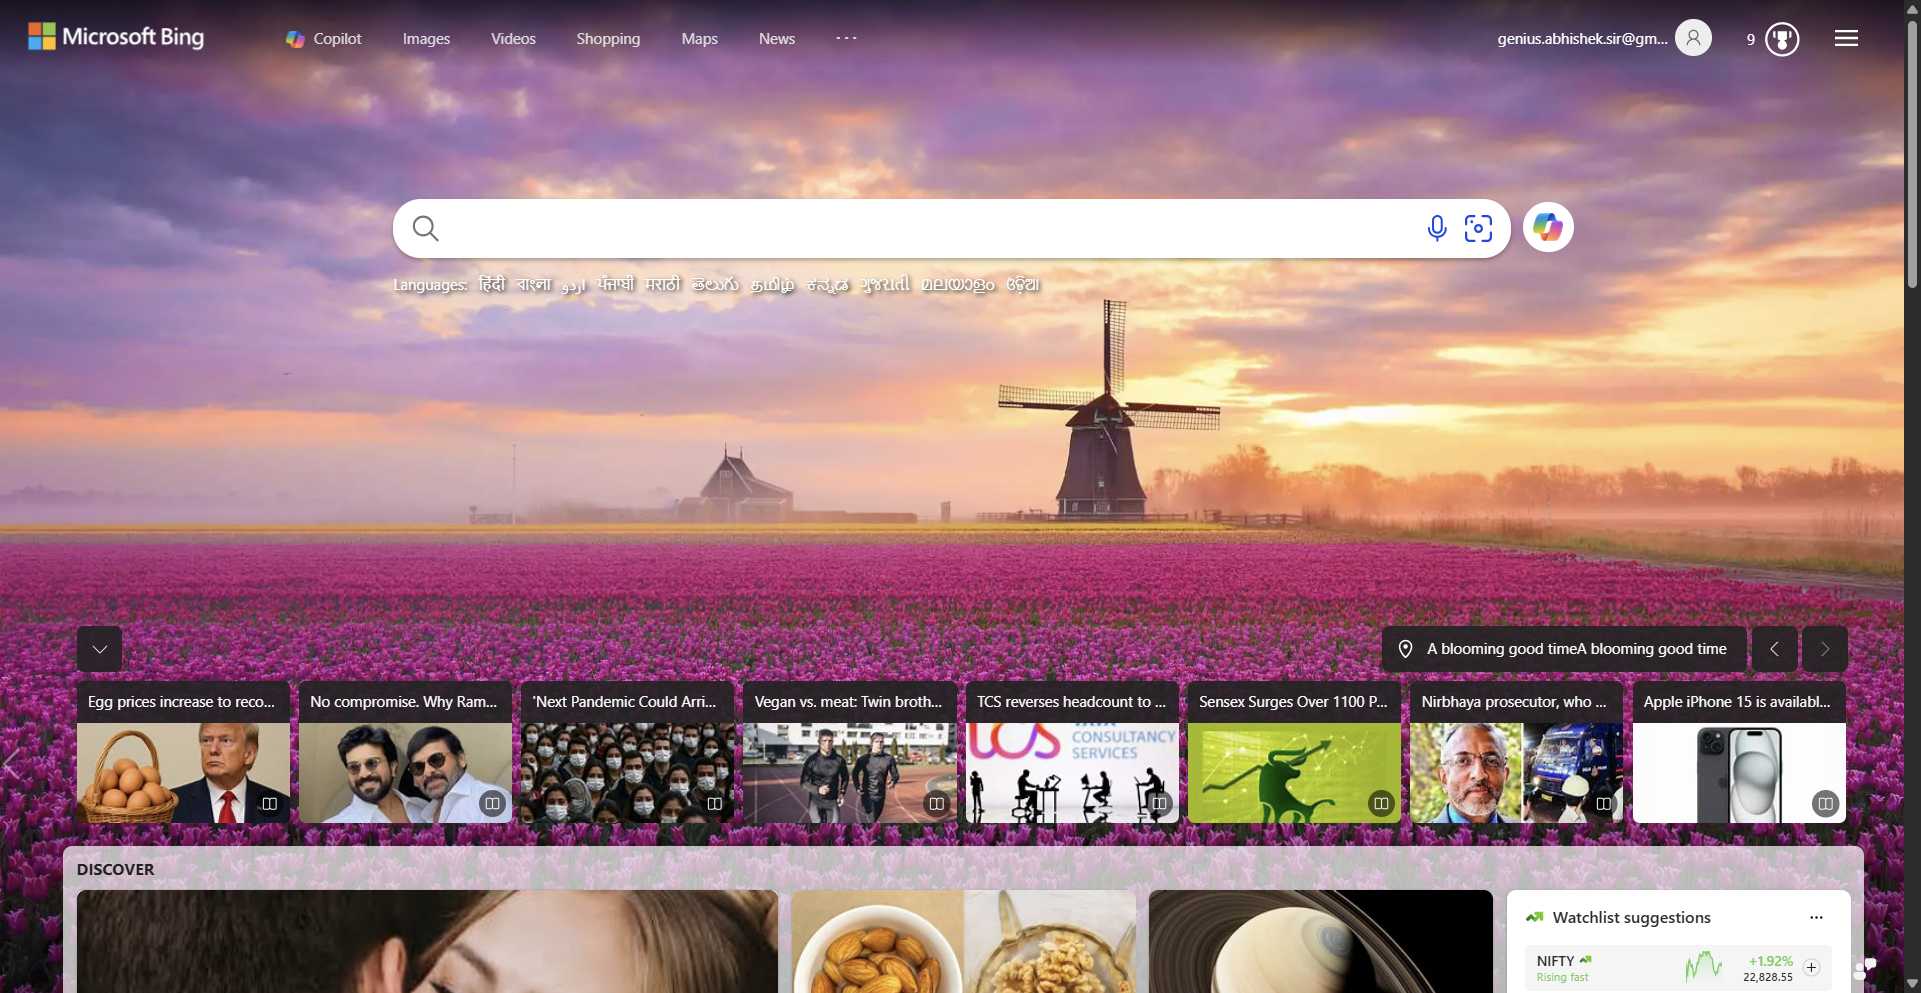 Microsoft Bing
Copilot Images Videos Shopping Maps News ...
genius.abhishek.sir@gm... 9
Languages: हिंदी বাংলা اردو ਪੰਜਾਬੀ मराठी తెలుగు தமிழ் ಕನ್ನಡ ગુજરાતી മലയാളം ଓଡ଼ିଆ
A blooming good timeA blooming good time
Egg prices increase to reco...
No compromise. Why Ram...
'Next Pandemic Could Arri...
Vegan vs. meat: Twin broth...
TCS reverses headcount to ...
Sensex Surges Over 1100 P...
Nirbhaya prosecutor, who ...
Apple iPhone 15 is availabl...
tcs
CONSULTANCY
SERVICES
DISCOVER
Watchlist suggestions ...
NIFTY +1.92%
Rising fast 22,828.55